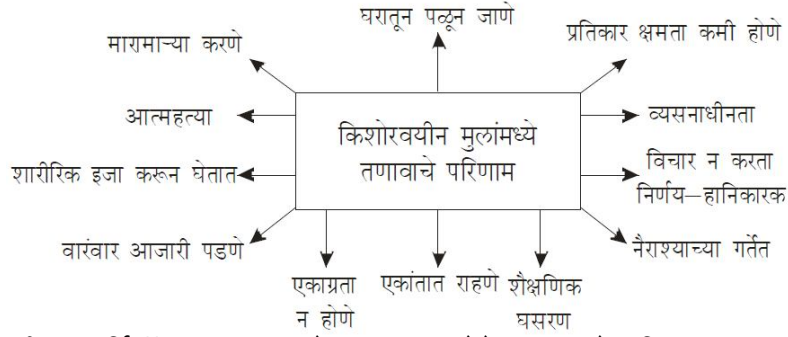 घरातून पळून जाणे
मारामाऱ्या करणे
प्रतिकार क्षमता कमी होणे
आत्महत्या
किशोरवयीन मुलांमध्ये
तणावाचे परिणाम
व्यसनाधीनता
शारीरिक इजा करून घेतात
विचार न करता
निर्णय–हानिकारक
वारंवार आजारी पडणे
नैराश्याच्या गर्तेत
एकाग्रता
न होणे
एकांतात राहणे
शैक्षणिक
घसरण